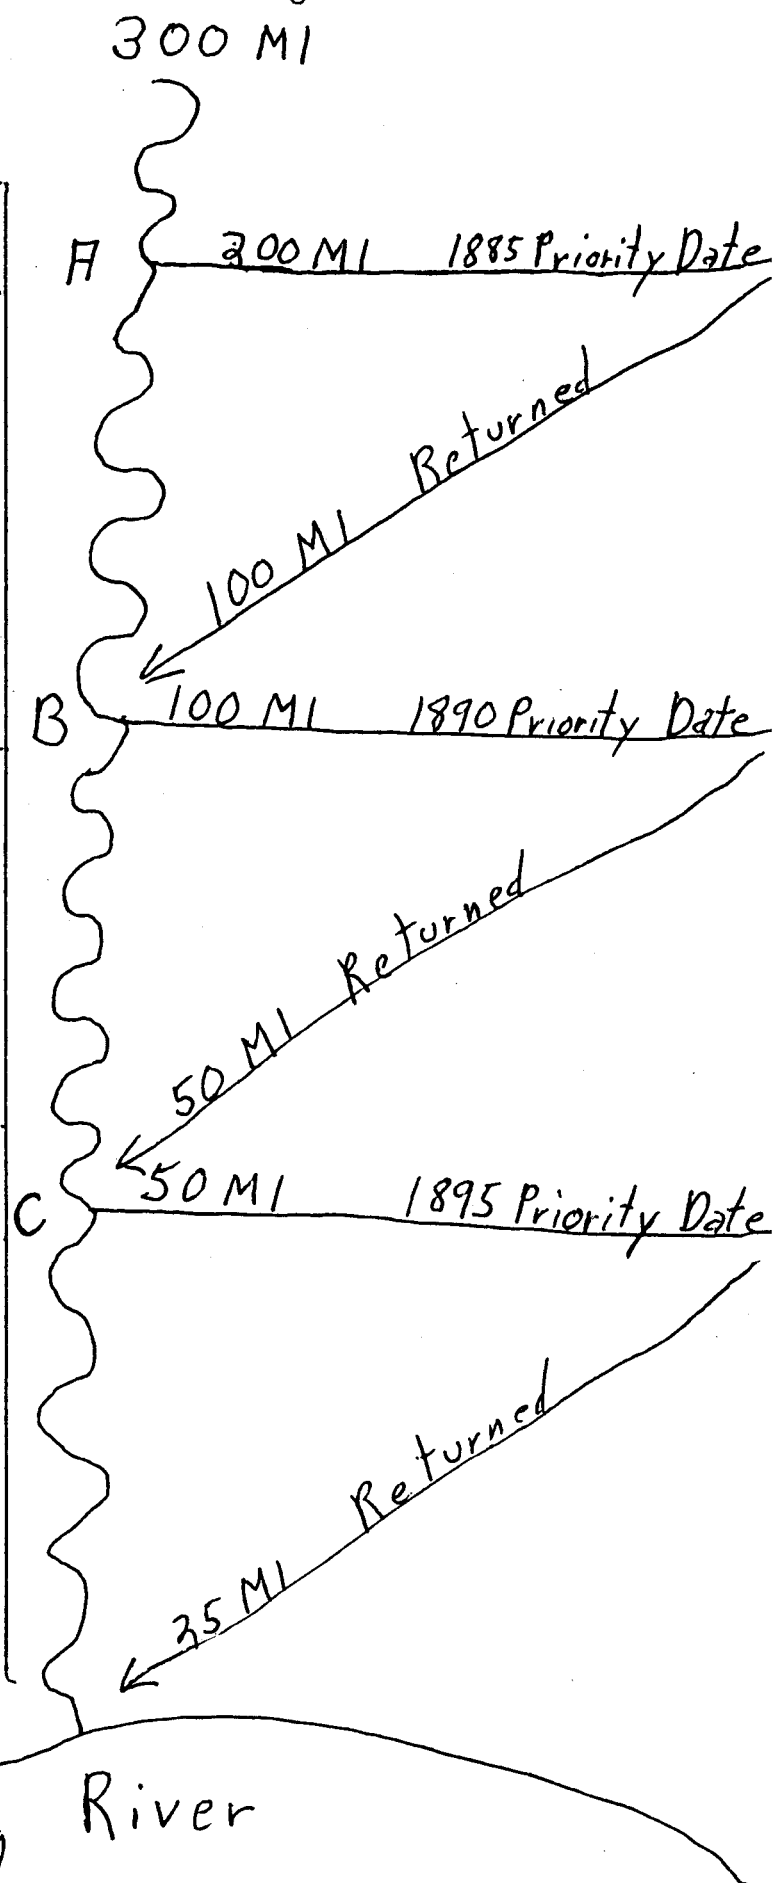 300 MI
A 200 MI 1885 Priority Date
100 MI Returned
B 100 MI 1890 Priority Date
50 MI Returned
C 50 MI 1895 Priority Date
25 MI Returned
River